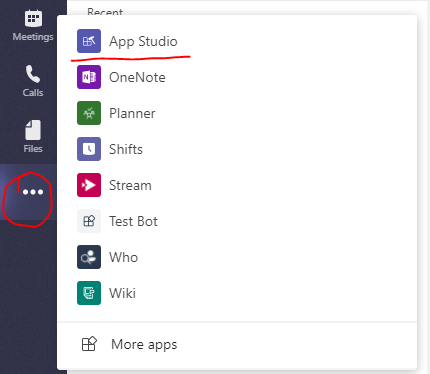 Recent
Meetings
App Studio
OneNote
Calls
Planner
Files
Shifts
Stream
Test Bot
Who
Wiki
More apps